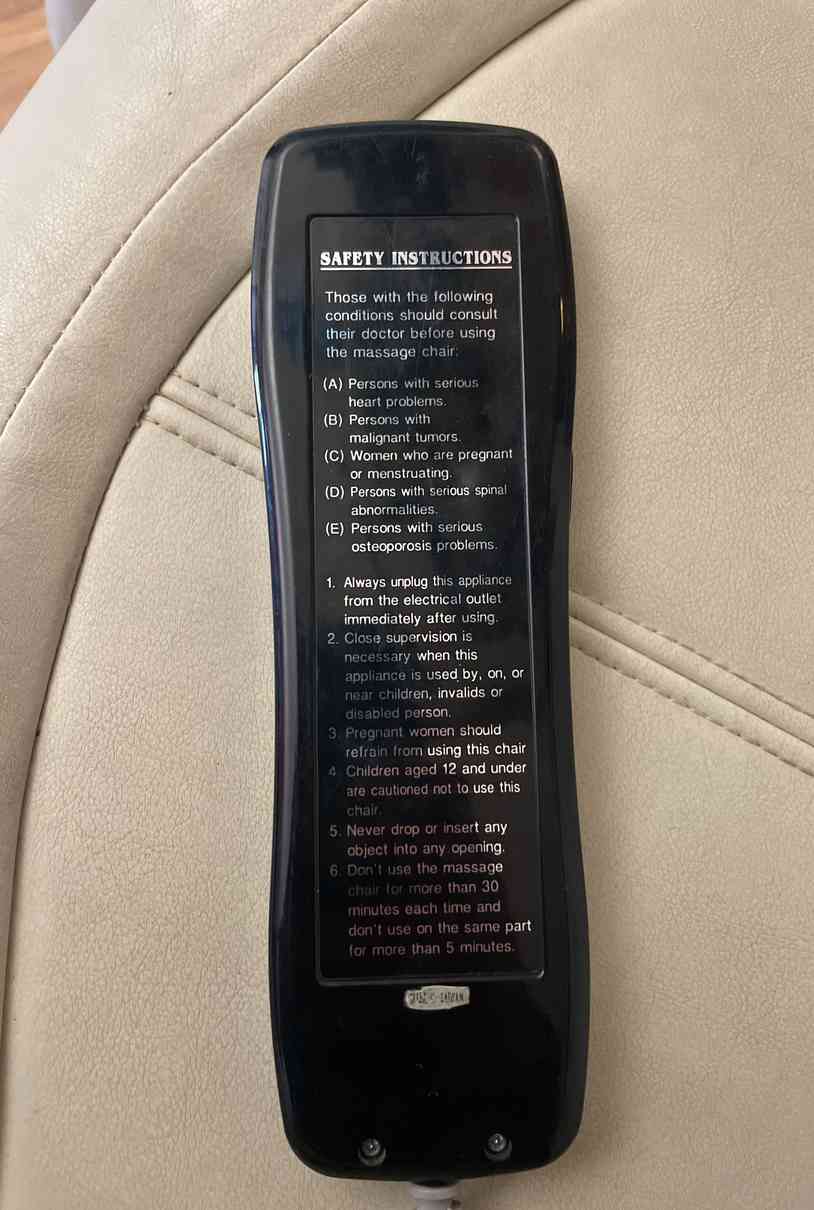 SAFETY INSTRUCTIONS
Those with the following
conditions should consult
their doctor before using
the massage chair:
(A) Persons with serious
heart problems.
(B) Persons with
malignant tumors.
(C) Women who are pregnant
or menstruating.
(D) Persons with serious spinal
abnormalities.
(E) Persons with serious
osteoporosis problems.
1. Always unplug this appliance
from the electrical outlet
immediately after using.
2. Close supervision is
necessary when this
appliance is used by, on, or
near children, invalids or
disabled person.
3. Pregnant women should
refrain from using this chair
4. Children aged 12 and under
are cautioned not to use this
chair.
5. Never drop or insert any
object into any opening.
6. Don't use the massage
chair for more than 30
minutes each time and
don't use on the same part
for more than 5 minutes.